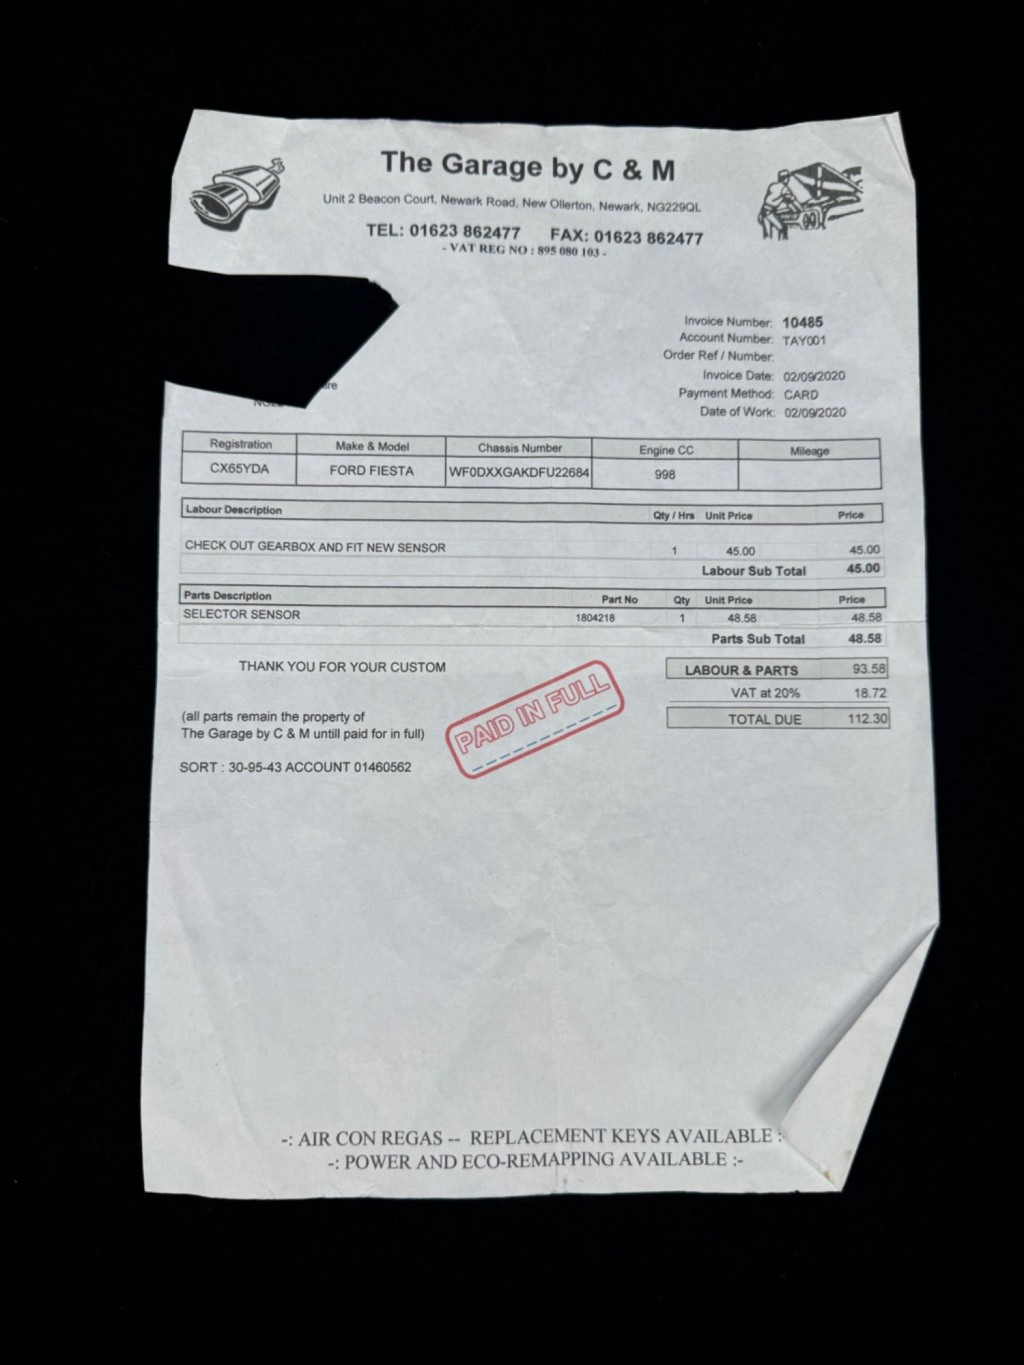 The Garage by C & M
Unit 2 Beacon Court, Newark Road, New Ollerton, Newark, NG229QL
TEL: 01623 862477 FAX: 01623 862477
- VAT REG NO : 895 080 103 -
Invoice Number: 10485
Account Number: TAY001
Order Ref / Number:
Invoice Date: 02/09/2020
Payment Method: CARD
Date of Work: 02/09/2020
Registration Make & Model Chassis Number Engine CC Mileage
CX65YDA FORD FIESTA WF0DXXGAKDFU22684 998
Labour Description Qty / Hrs Unit Price Price
CHECK OUT GEARBOX AND FIT NEW SENSOR 1 45.00 45.00
Labour Sub Total 45.00
Parts Description Part No Qty Unit Price Price
SELECTOR SENSOR 1804218 1 48.58 48.58
Parts Sub Total 48.58
THANK YOU FOR YOUR CUSTOM
LABOUR & PARTS 93.58
VAT at 20% 18.72
TOTAL DUE 112.30
PAID IN FULL
(all parts remain the property of
The Garage by C & M untill paid for in full)
SORT : 30-95-43 ACCOUNT 01460562
-: AIR CON REGAS -- REPLACEMENT KEYS AVAILABLE :-
-: POWER AND ECO-REMAPPING AVAILABLE :-